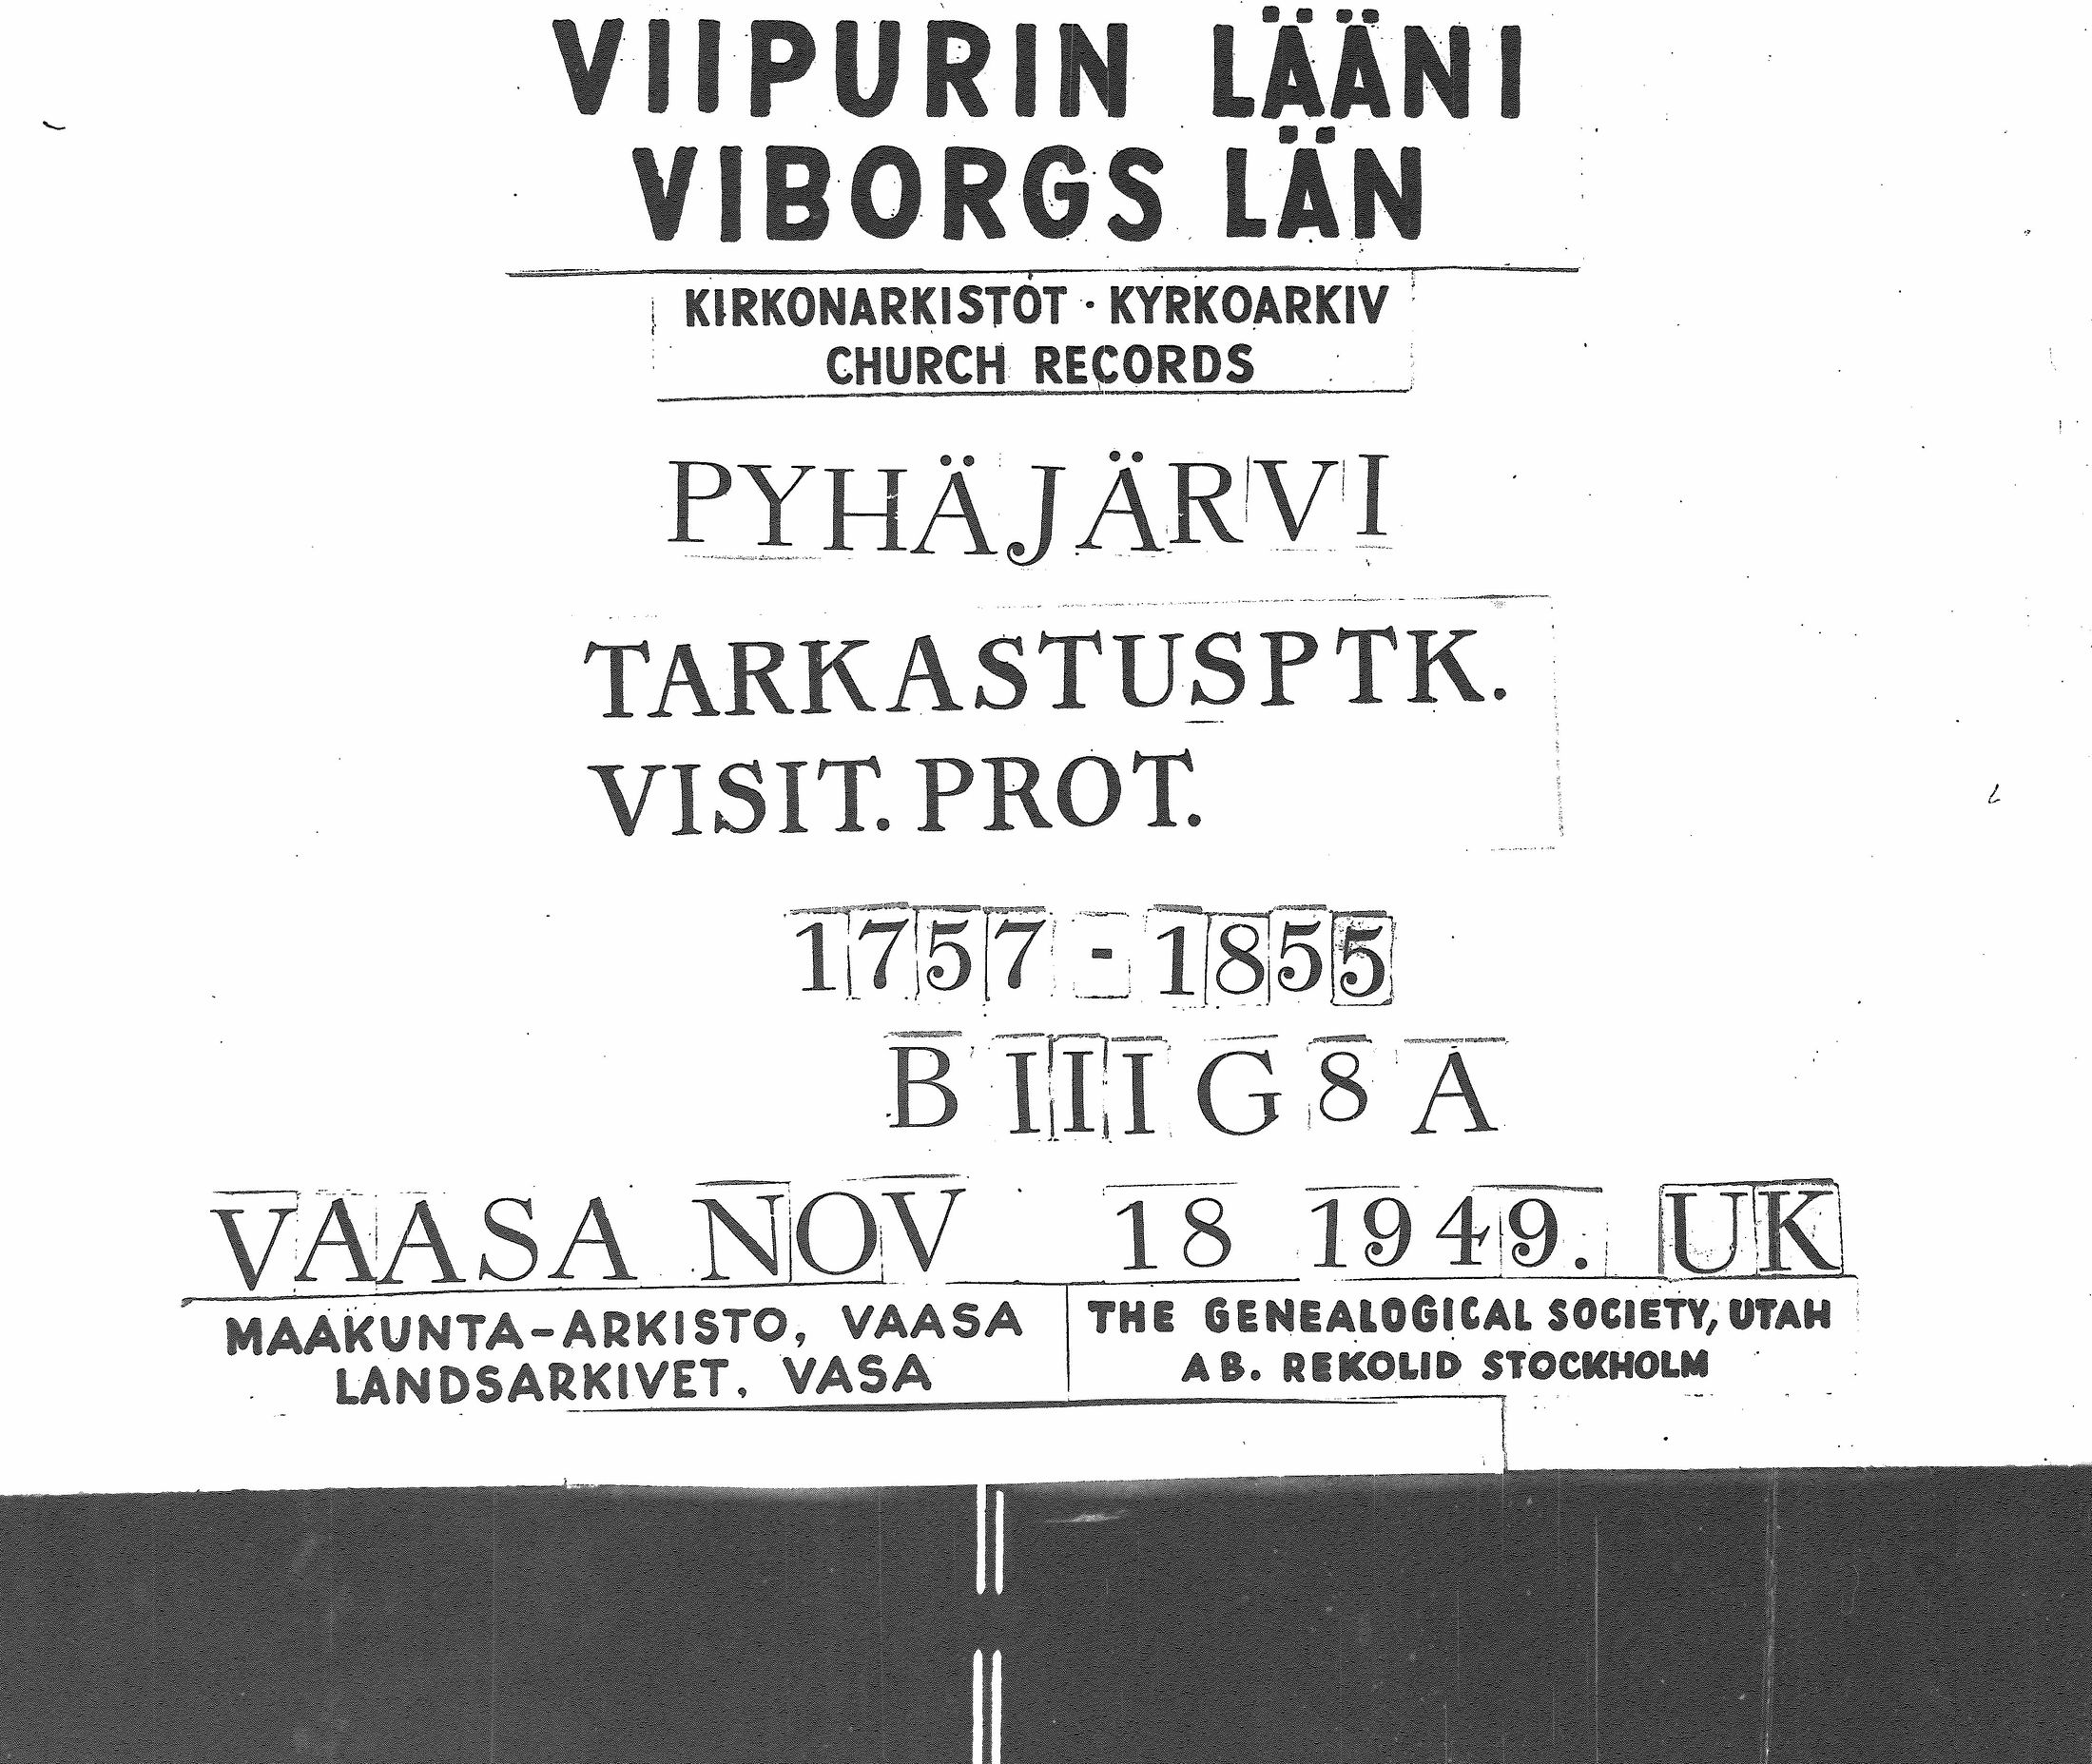 VIIPURIN LÄÄNI
VIBORGS LÄN
KIRKONARKISTOT · KYRKOARKIV
CHURCH RECORDS
PYHÄJÄRVI
TARKASTUSPTK.
VISIT. PROT.
1757 - 1855
B III G 8 A
VAASA NOV 18 1949. UK
MAAKUNTA-ARKISTO, VAASA
LANDSARKIVET, VASA
THE GENEALOGICAL SOCIETY, UTAH
AB. REKOLID STOCKHOLM